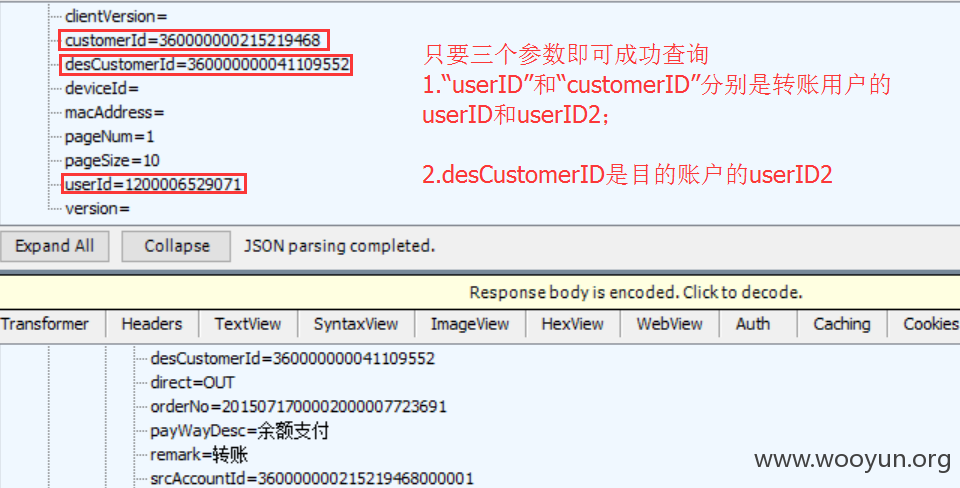 clientVersion=
customerId=360000000215219468
desCustomerId=360000000041109552
deviceId=
macAddress=
pageNum=1
pageSize=10
userId=1200006529071
version=
只要三个参数即可成功查询
1.“userID”和“customerID”分别是转账用户的
userID和userID2；
2.desCustomerID是目的账户的userID2
Expand All Collapse JSON parsing completed.
Response body is encoded. Click to decode.
Transformer Headers TextView SyntaxView ImageView HexView WebView Auth Caching Cookies
desCustomerId=360000000041109552
direct=OUT
orderNo=2015071700002000007723691
payWayDesc=余额支付
remark=转账
srcAccountId=360000000215219468000001
www.wooyun.org